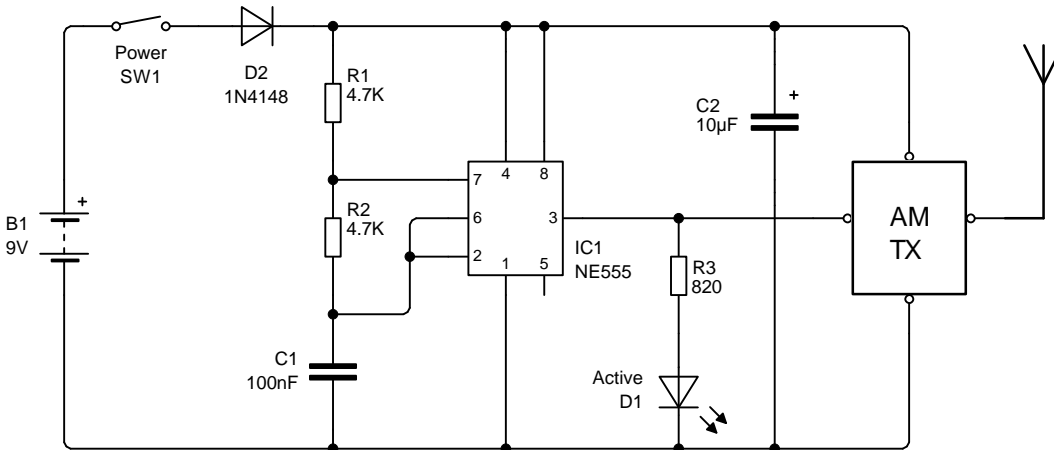 Power
SW1
D2
1N4148
R1
4.7K
C2
10µF
+
7
4
8
R2
4.7K
6
3
2
1
5
IC1
NE555
AM
TX
B1
9V
+
R3
820
C1
100nF
Active
D1